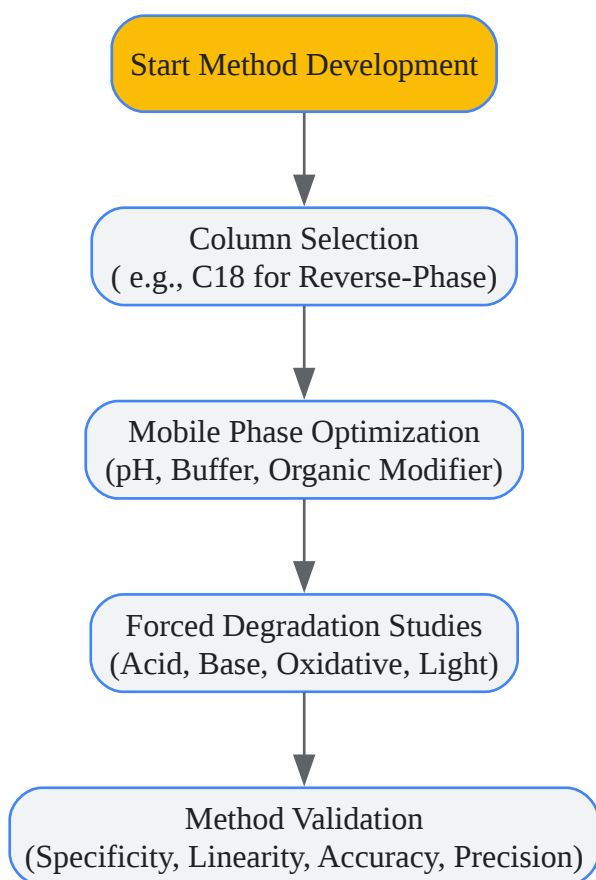 Start Method Development
Column Selection
( e.g., C18 for Reverse-Phase)
Mobile Phase Optimization
(pH, Buffer, Organic Modifier)
Forced Degradation Studies
(Acid, Base, Oxidative, Light)
Method Validation
(Specificity, Linearity, Accuracy, Precision)